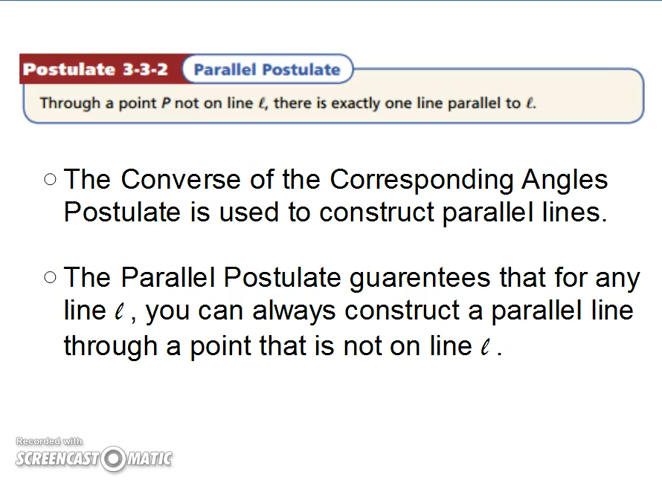 Postulate 3-3-2 Parallel Postulate
Through a point P not on line ℓ, there is exactly one line parallel to ℓ.
○ The Converse of the Corresponding Angles
Postulate is used to construct parallel lines.
○ The Parallel Postulate guarentees that for any
line ℓ , you can always construct a parallel line
through a point that is not on line ℓ .
Recorded with
SCREENCAST-O-MATIC